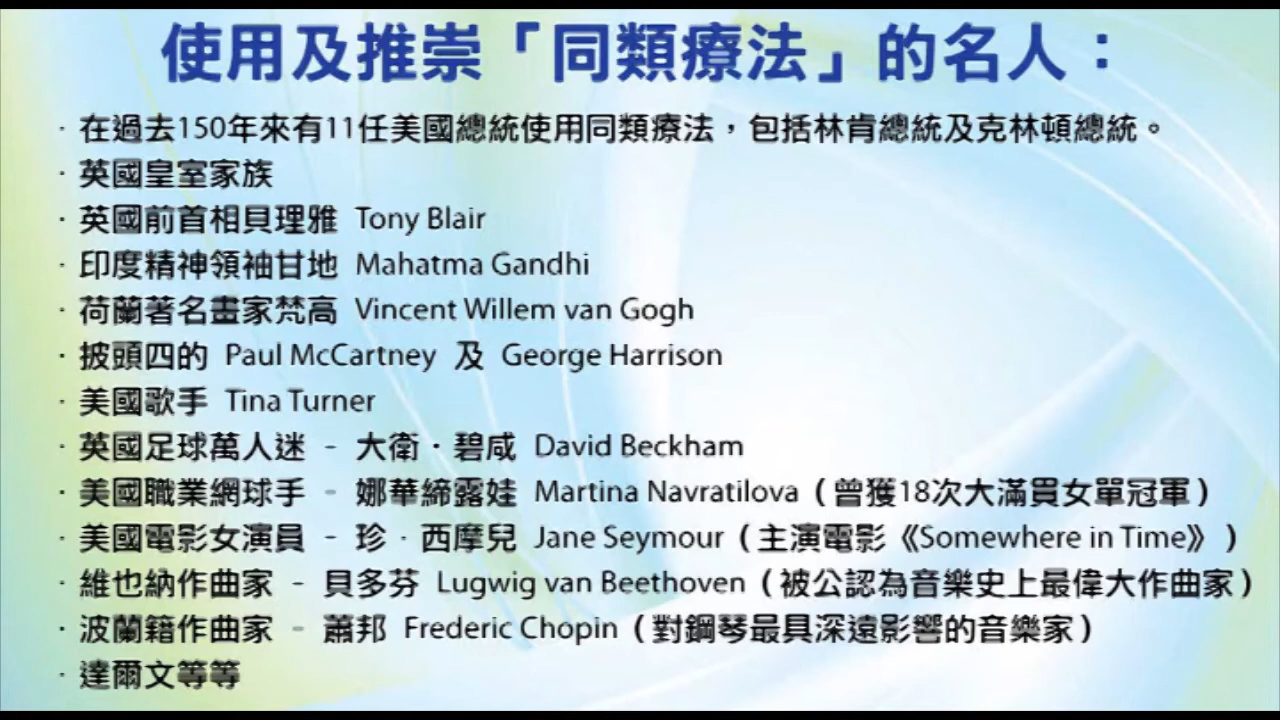 使用及推崇「同類療法」的名人：
· 在過去150年來有11任美國總統使用同類療法，包括林肯總統及克林頓總統。
· 英國皇室家族
· 英國前首相貝理雅 Tony Blair
· 印度精神領袖甘地 Mahatma Gandhi
· 荷蘭著名畫家梵高 Vincent Willem van Gogh
· 披頭四的 Paul McCartney 及 George Harrison
· 美國歌手 Tina Turner
· 英國足球萬人迷 - 大衛·碧咸 David Beckham
· 美國職業網球手 - 娜華締露娃 Martina Navratilova（曾獲18次大滿買女單冠軍）
· 美國電影女演員 - 珍·西摩兒 Jane Seymour（主演電影《Somewhere in Time》）
· 維也納作曲家 - 貝多芬 Lugwig van Beethoven（被公認為音樂史上最偉大作曲家）
· 波蘭籍作曲家 - 蕭邦 Frederic Chopin（對鋼琴最具深遠影響的音樂家）
· 達爾文等等